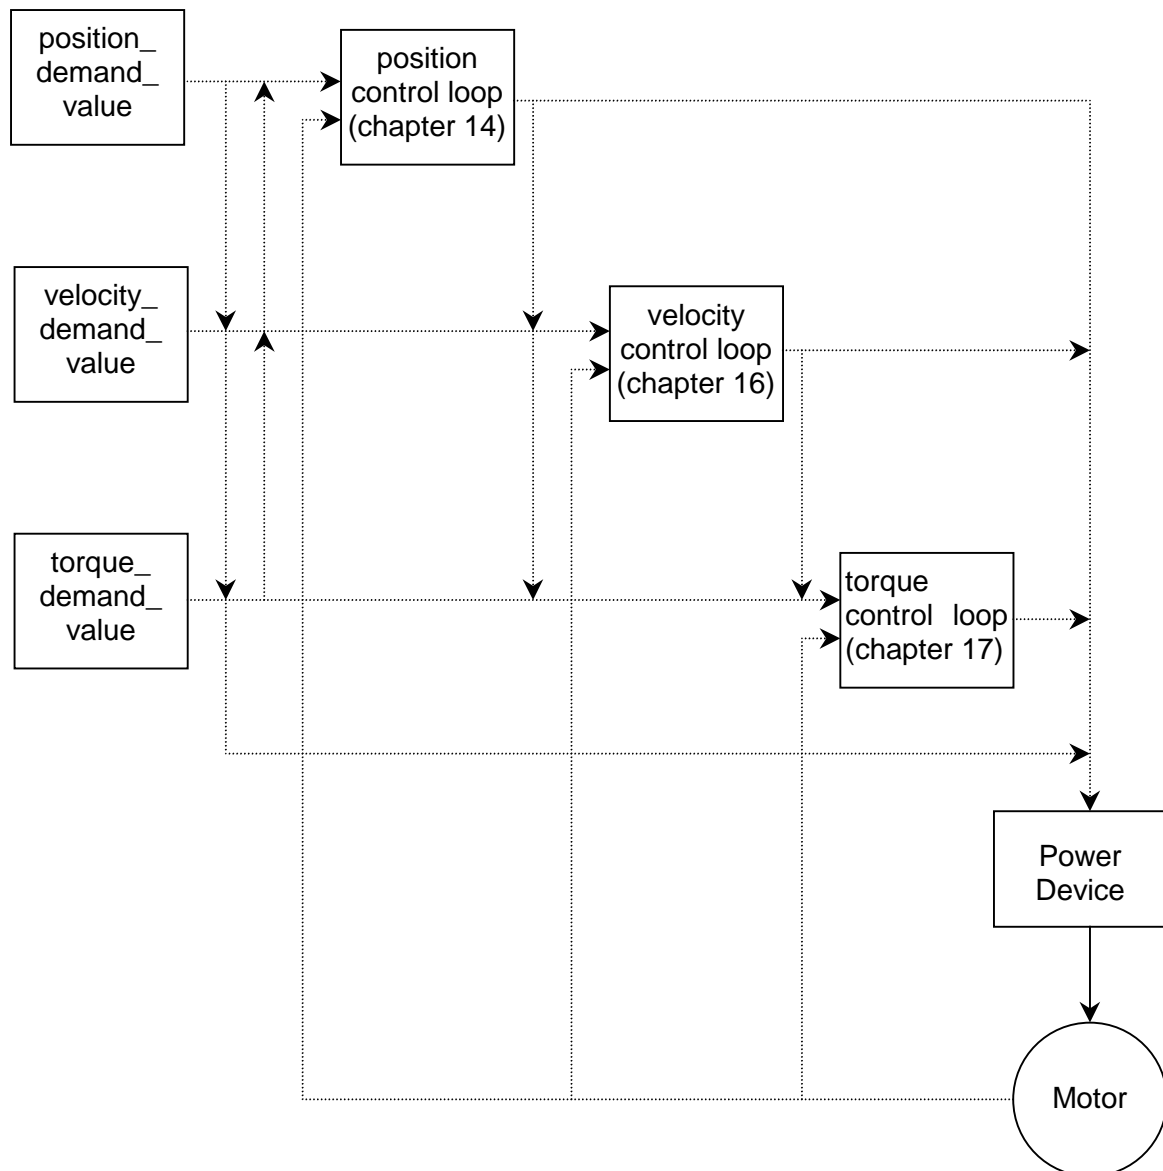 position_
demand_
value
position
control loop
(chapter 14)
velocity_
demand_
value
velocity
control loop
(chapter 16)
torque_
demand_
value
torque
control loop
(chapter 17)
Power
Device
Motor